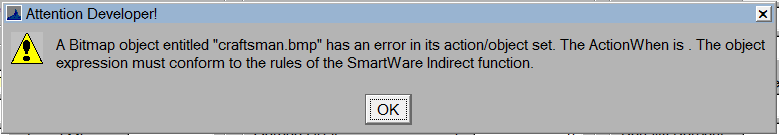 Attention Developer!
A Bitmap object entitled "craftsman.bmp" has an error in its action/object set. The ActionWhen is . The object
expression must conform to the rules of the SmartWare Indirect function.
OK